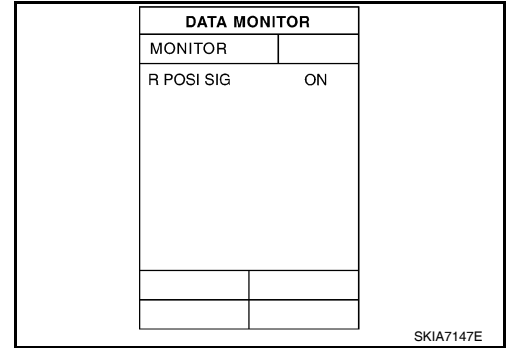 DATA MONITOR
MONITOR
R POSI SIG ON
SKIA7147E